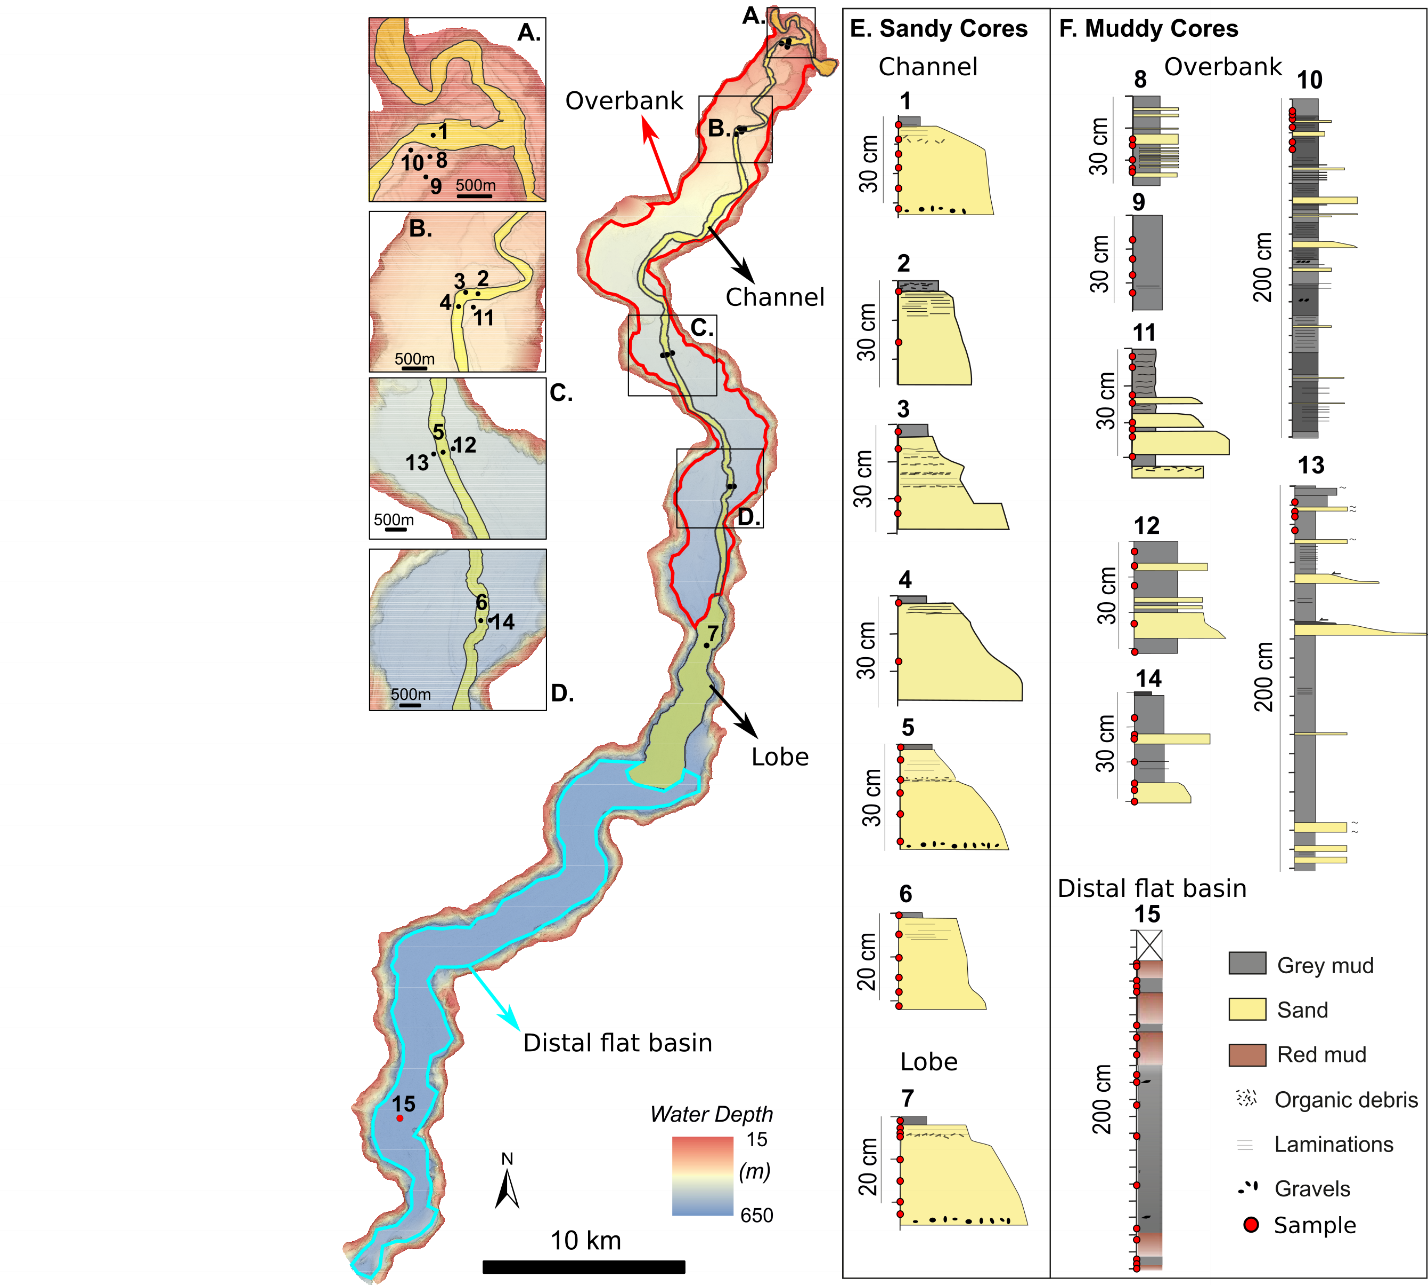 A.
1
10
8
9
500m
B.
3
2
4
11
500m
C.
5
12
13
500m
6
14
500m
D.
A.
Overbank
B.
Channel
C.
D.
7
Lobe
Distal flat basin
15
Water Depth
15
(m)
650
N
10 km
E. Sandy Cores
Channel
1
30 cm
2
30 cm
3
30 cm
4
30 cm
5
30 cm
6
20 cm
Lobe
7
20 cm
F. Muddy Cores
Overbank
8
30 cm
9
30 cm
11
30 cm
12
30 cm
14
30 cm
10
200 cm
13
200 cm
Distal flat basin
15
200 cm
Grey mud
Sand
Red mud
Organic debris
Laminations
Gravels
Sample